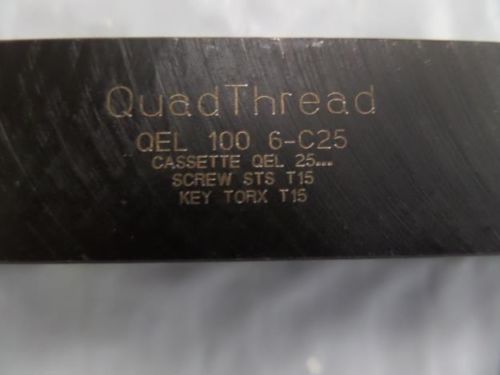 QuadThread
QEL 100 6-C25
CASSETTE QEL 25...
SCREW STS T15
KEY TORX T15